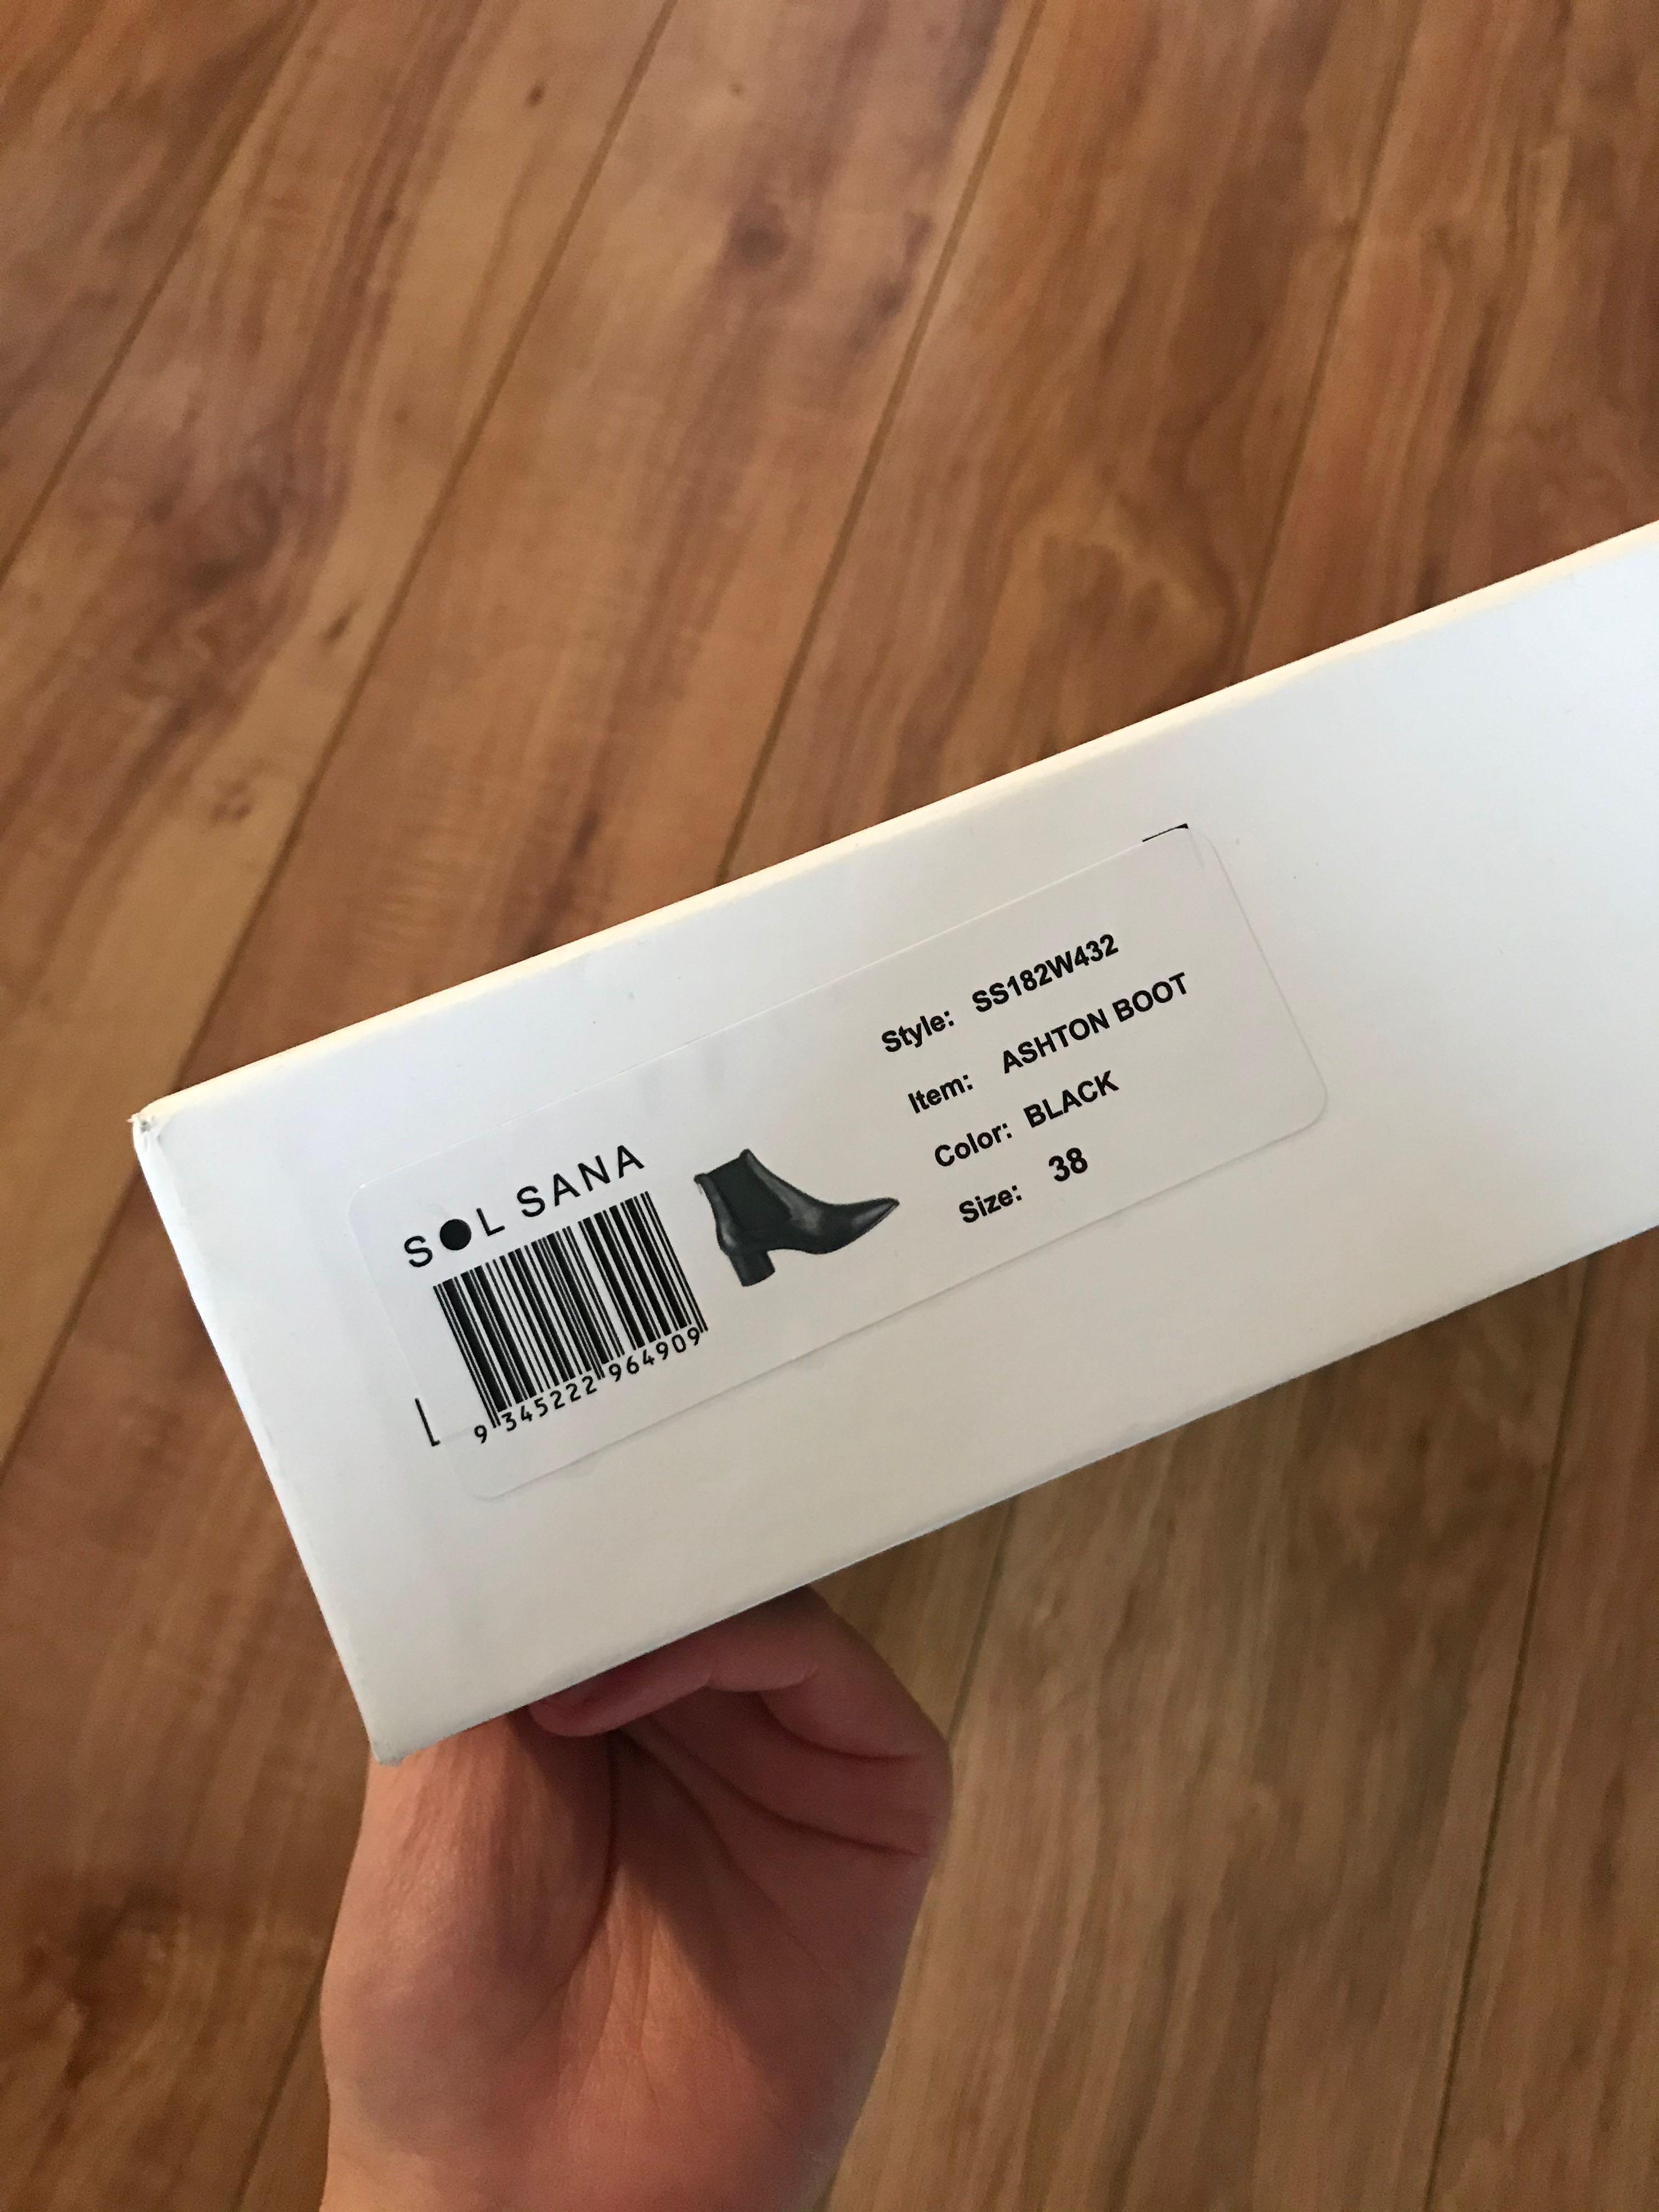 SOL SANA
9 345222 964909
Style: SS182W432
Item: ASHTON BOOT
Color: BLACK
Size: 38